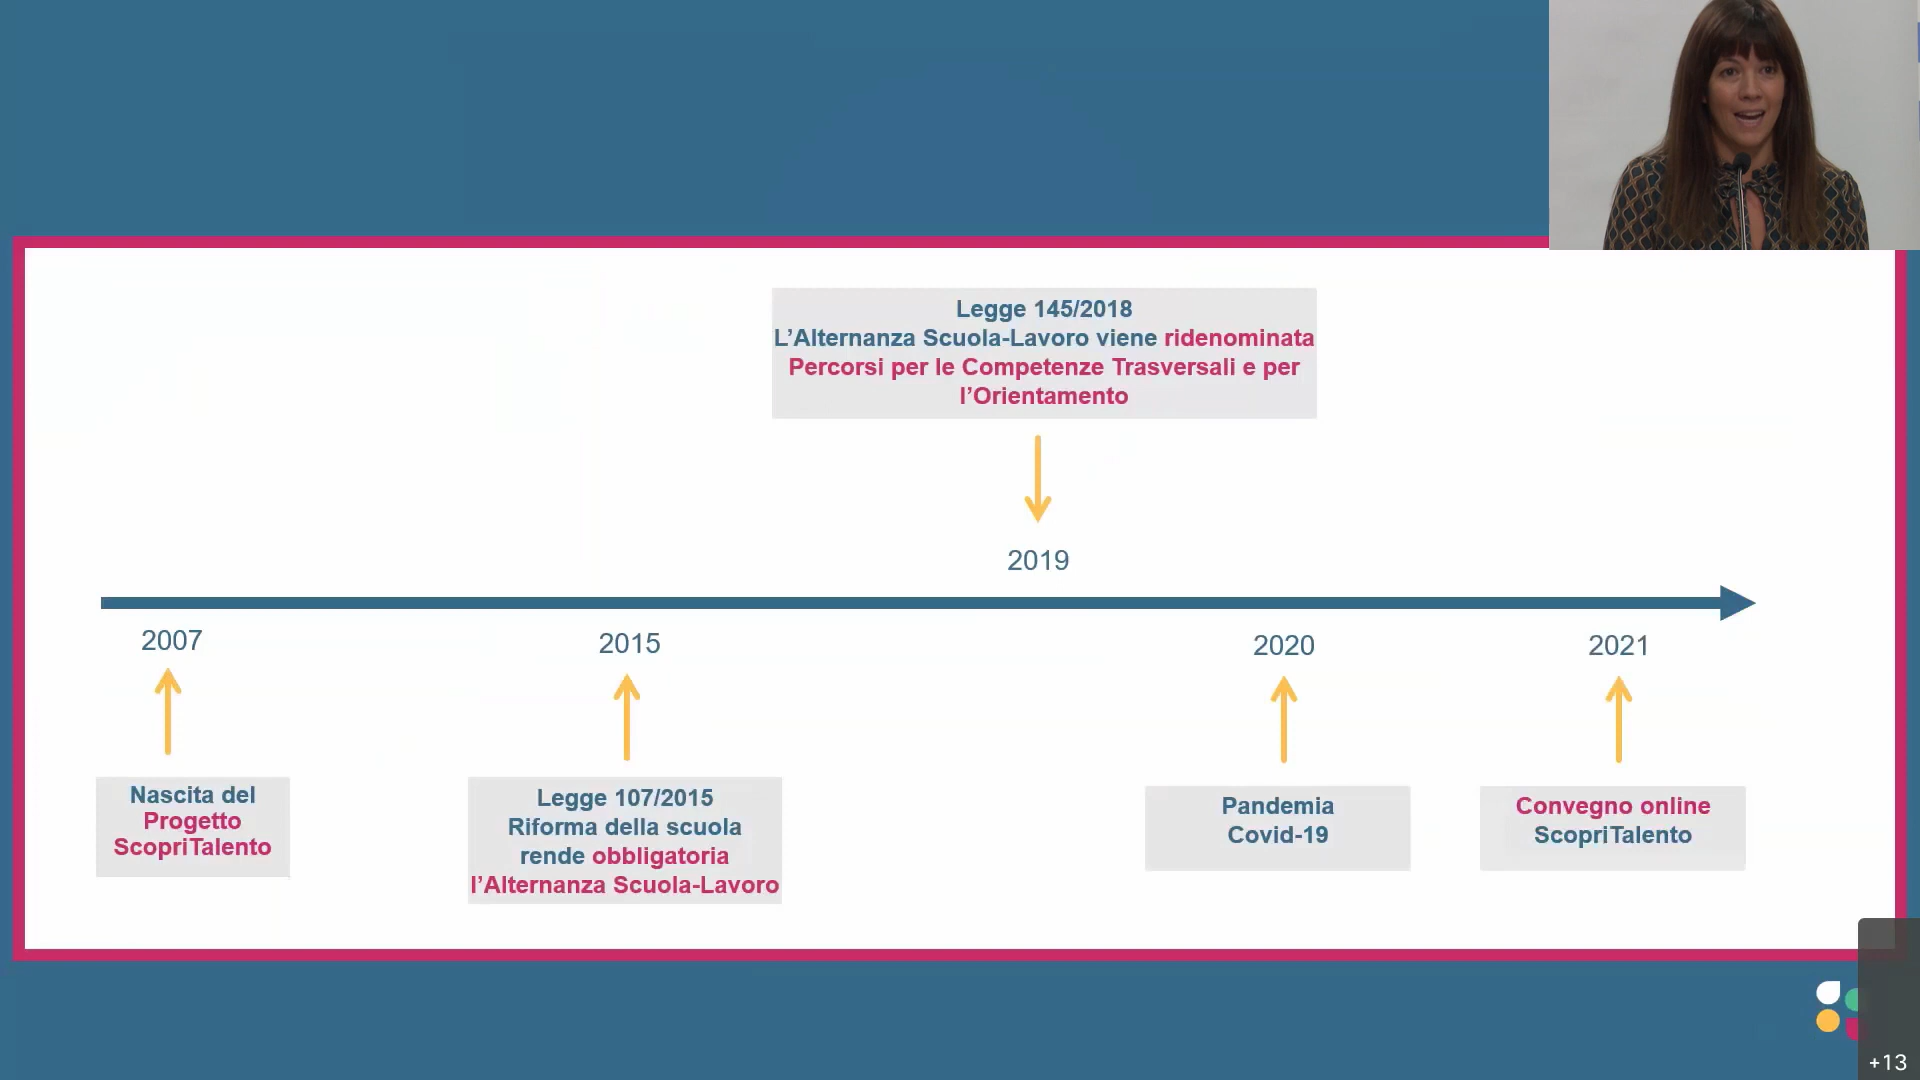 Legge 145/2018
L’Alternanza Scuola-Lavoro viene ridenominata
Percorsi per le Competenze Trasversali e per
l’Orientamento
2019
2007
2015
2020
2021
Nascita del
Progetto
ScopriTalento
Legge 107/2015
Riforma della scuola
rende obbligatoria
l’Alternanza Scuola-Lavoro
Pandemia
Covid-19
Convegno online
ScopriTalento
+13